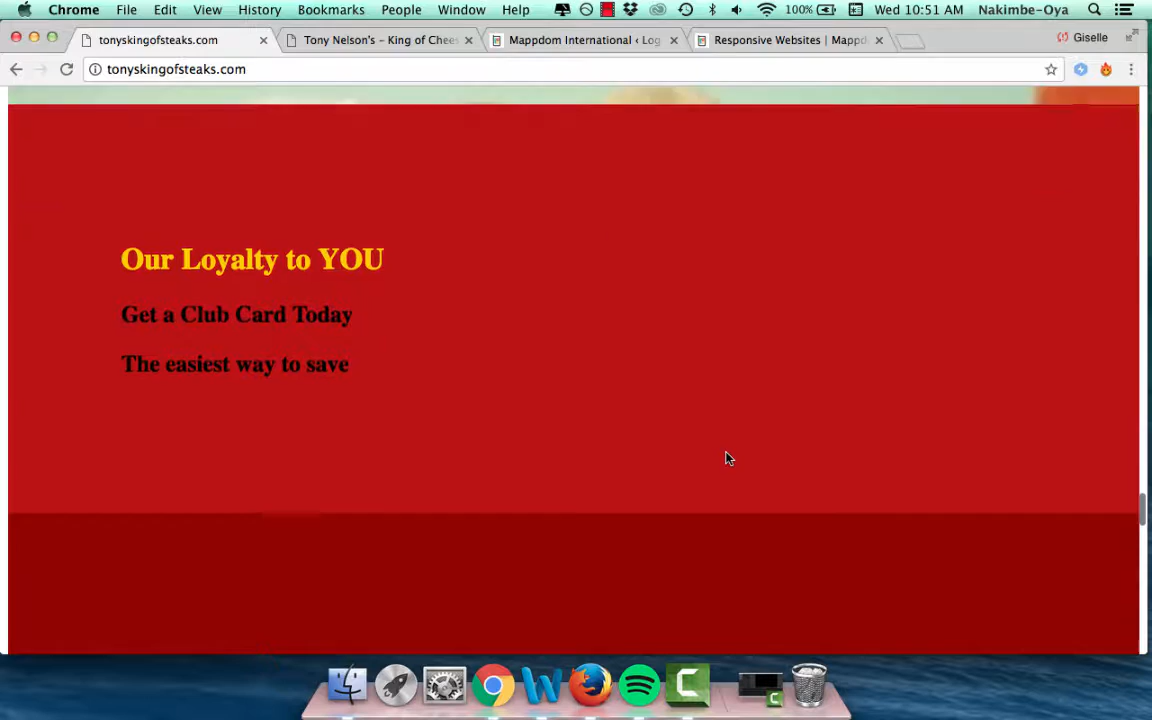 Chrome File Edit View History Bookmarks People Window Help 100% Wed 10:51 AM Nakimbe-Oya
tonyskingofsteaks.com Tony Nelson's – King of Chees Mappdom International ‹ Log Responsive Websites | Mappd Giselle
tonyskingofsteaks.com
Our Loyalty to YOU
Get a Club Card Today
The easiest way to save